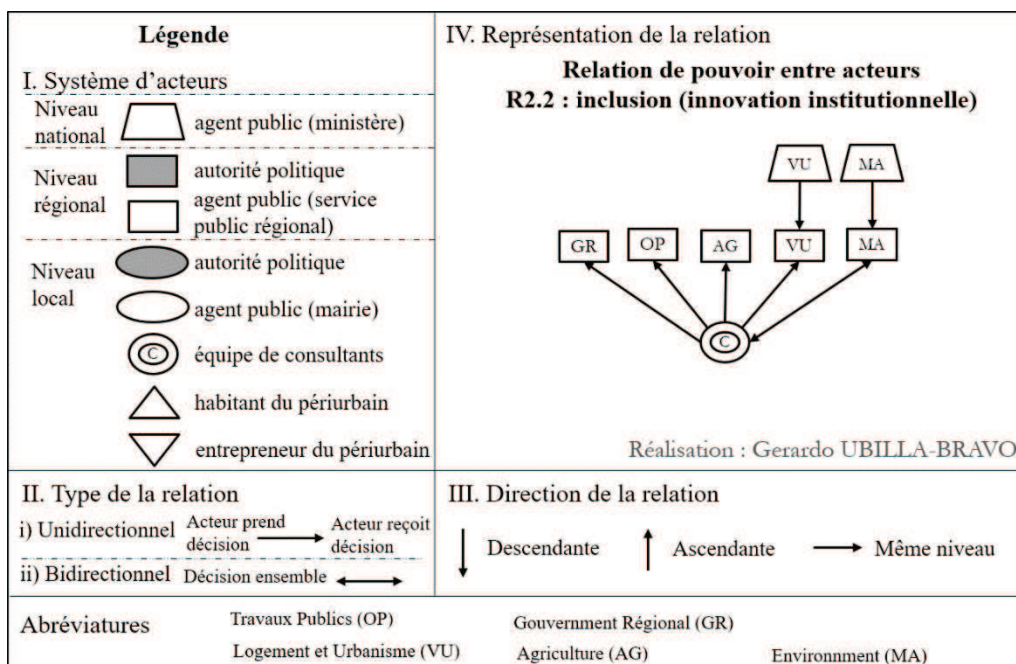 Légende
I. Système d'acteurs
Niveau
national
agent public (ministère)
Niveau
régional
autorité politique
agent public (service
public régional)
Niveau
local
autorité politique
agent public (mairie)
C
équipe de consultants
habitant du périurbain
entrepreneur du périurbain
IV. Représentation de la relation
Relation de pouvoir entre acteurs
R2.2 : inclusion (innovation institutionnelle)
VU MA
GR OP AG VU MA
C
Réalisation : Gerardo UBILLA-BRAVO
II. Type de la relation
i) Unidirectionnel
Acteur prend
décision
Acteur reçoit
décision
ii) Bidirectionnel Décision ensemble
III. Direction de la relation
Descendante Ascendante Même niveau
Abréviatures
Travaux Publics (OP) Gouvernment Régional (GR)
Logement et Urbanisme (VU) Agriculture (AG) Environnment (MA)